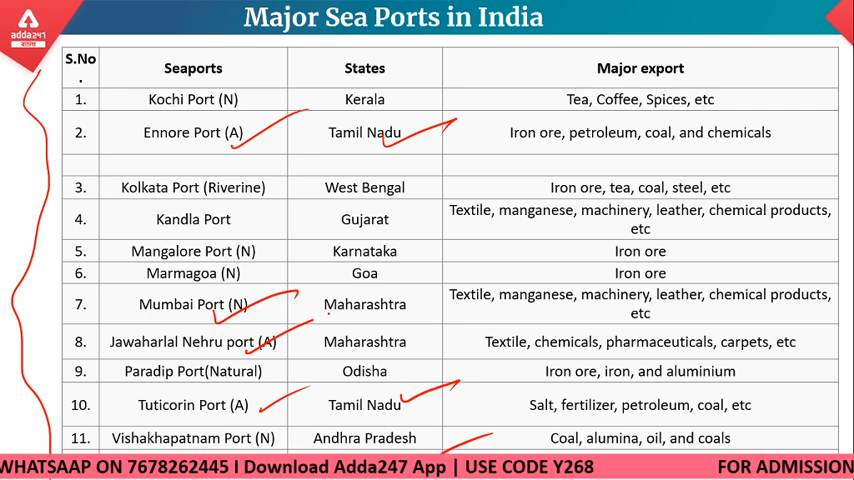 adda247
বাংলা
Major Sea Ports in India
S.No
.
Seaports States Major export
1. Kochi Port (N) Kerala Tea, Coffee, Spices, etc
2. Ennore Port (A) Tamil Nadu Iron ore, petroleum, coal, and chemicals
3. Kolkata Port (Riverine) West Bengal Iron ore, tea, coal, steel, etc
4. Kandla Port Gujarat Textile, manganese, machinery, leather, chemical products,
etc
5. Mangalore Port (N) Karnataka Iron ore
6. Marmagoa (N) Goa Iron ore
7. Mumbai Port (N) Maharashtra Textile, manganese, machinery, leather, chemical products,
etc
8. Jawaharlal Nehru port (A) Maharashtra Textile, chemicals, pharmaceuticals, carpets, etc
9. Paradip Port(Natural) Odisha Iron ore, iron, and aluminium
10. Tuticorin Port (A) Tamil Nadu Salt, fertilizer, petroleum, coal, etc
11. Vishakhapatnam Port (N) Andhra Pradesh Coal, alumina, oil, and coals
WHATSAAP ON 7678262445 I Download Adda247 App | USE CODE Y268 FOR ADMISSION